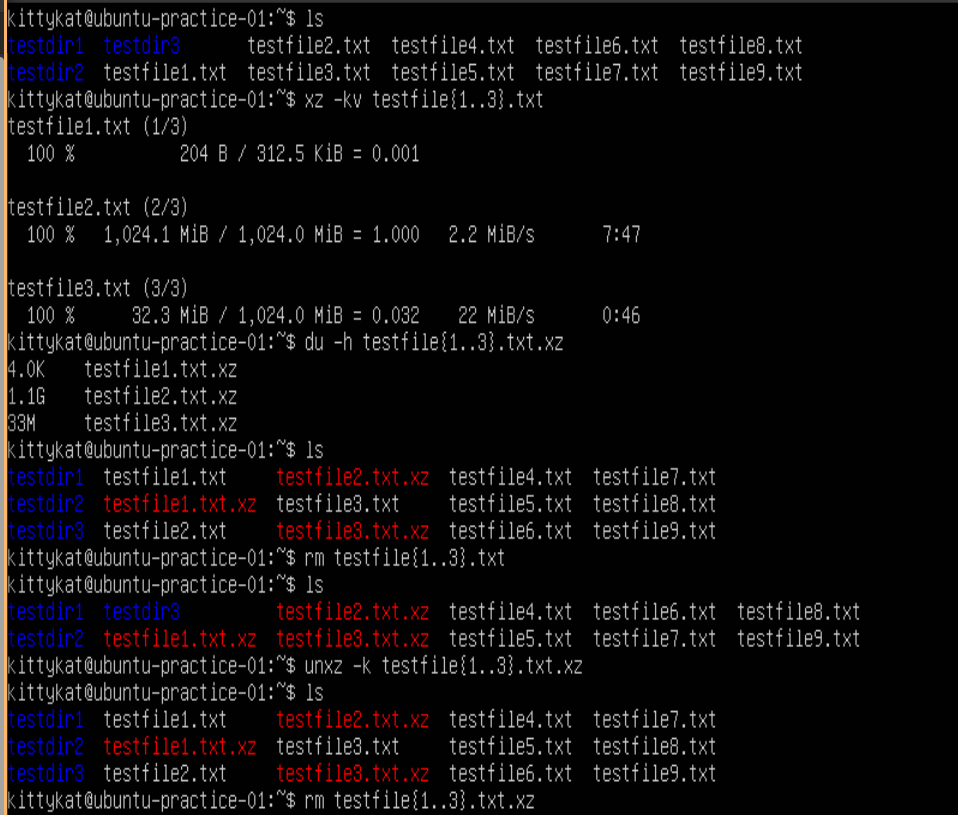 kittykat@ubuntu-practice-01:~$ ls
testdir1  testdir3       testfile2.txt  testfile4.txt  testfile6.txt  testfile8.txt
testdir2  testfile1.txt  testfile3.txt  testfile5.txt  testfile7.txt  testfile9.txt
kittykat@ubuntu-practice-01:~$ xz -kv testfile{1..3}.txt
testfile1.txt (1/3)
  100 %           204 B / 312.5 KiB = 0.001

testfile2.txt (2/3)
  100 %   1,024.1 MiB / 1,024.0 MiB = 1.000   2.2 MiB/s       7:47

testfile3.txt (3/3)
  100 %      32.3 MiB / 1,024.0 MiB = 0.032    22 MiB/s       0:46
kittykat@ubuntu-practice-01:~$ du -h testfile{1..3}.txt.xz
4.0K    testfile1.txt.xz
1.1G    testfile2.txt.xz
33M     testfile3.txt.xz
kittykat@ubuntu-practice-01:~$ ls
testdir1  testfile1.txt     testfile2.txt.xz  testfile4.txt  testfile7.txt
testdir2  testfile1.txt.xz  testfile3.txt     testfile5.txt  testfile8.txt
testdir3  testfile2.txt     testfile3.txt.xz  testfile6.txt  testfile9.txt
kittykat@ubuntu-practice-01:~$ rm testfile{1..3}.txt
kittykat@ubuntu-practice-01:~$ ls
testdir1  testdir3          testfile2.txt.xz  testfile4.txt  testfile6.txt  testfile8.txt
testdir2  testfile1.txt.xz  testfile3.txt.xz  testfile5.txt  testfile7.txt  testfile9.txt
kittykat@ubuntu-practice-01:~$ unxz -k testfile{1..3}.txt.xz
kittykat@ubuntu-practice-01:~$ ls
testdir1  testfile1.txt     testfile2.txt.xz  testfile4.txt  testfile7.txt
testdir2  testfile1.txt.xz  testfile3.txt     testfile5.txt  testfile8.txt
testdir3  testfile2.txt     testfile3.txt.xz  testfile6.txt  testfile9.txt
kittykat@ubuntu-practice-01:~$ rm testfile{1..3}.txt.xz